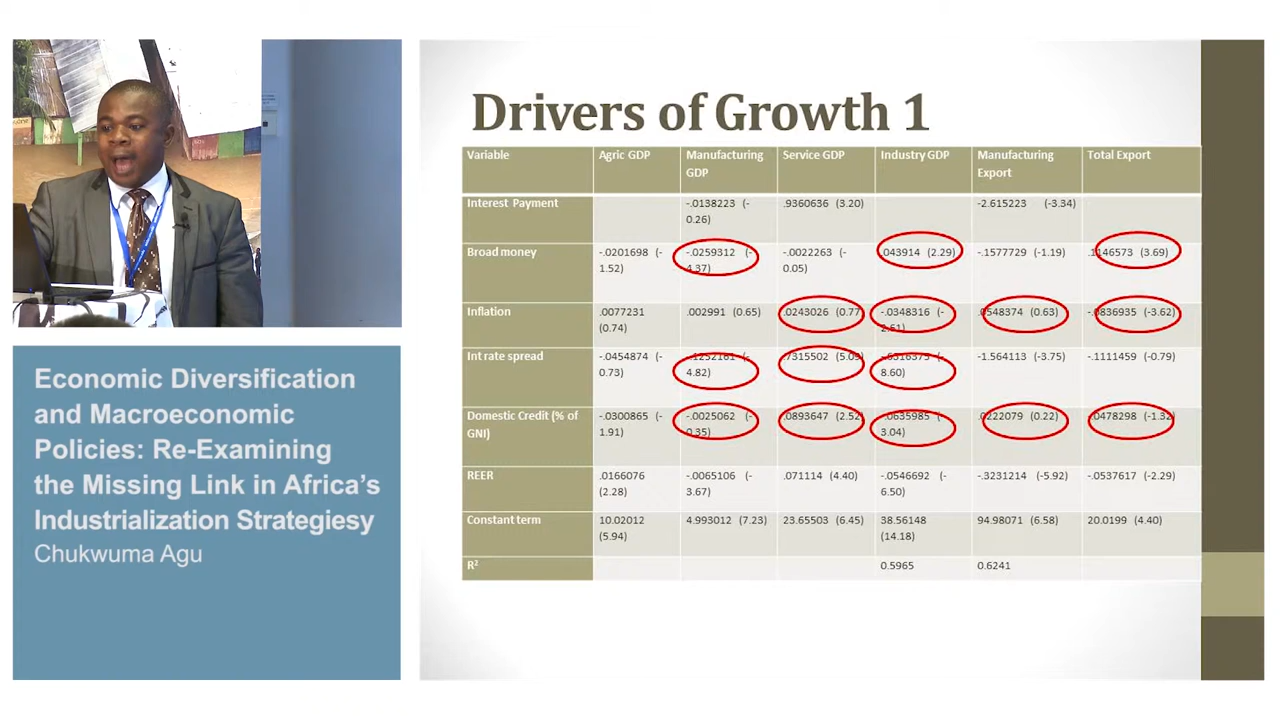 Drivers of Growth 1
Variable Agric GDP Manufacturing GDP Service GDP Industry GDP Manufacturing Export Total Export
Interest Payment -.0138223 (-0.26) .9360636 (3.20) -2.615223 (-3.34)
Broad money -.0201698 (-1.52) -.0259312 (-4.37) -.0022263 (-0.05) .043914 (2.29) -.1577729 (-1.19) .1146573 (3.69)
Inflation .0077231 (0.74) .002991 (0.65) .0243026 (0.77) -.0348316 (-2.61) .0548374 (0.63) -.0836935 (-3.62)
Int rate spread -.0454874 (-0.73) -.1252161 (-4.82) .7315502 (5.09) (-8.60) -1.564113 (-3.75) -.1111459 (-0.79)
Domestic Credit (% of GNI) -.0300865 (-1.91) -.0025062 (-0.35) .0893647 (2.52) -.0635985 (-3.04) .0222079 (0.22) .0478298 (-1.32)
REER .0166076 (2.28) -.0065106 (-3.67) .071114 (4.40) -.0546692 (-6.50) -.3231214 (-5.92) -.0537617 (-2.29)
Constant term 10.02012 (5.94) 4.993012 (7.23) 23.65503 (6.45) 38.56148 (14.18) 94.98071 (6.58) 20.0199 (4.40)
R² 0.5965 0.6241
Economic Diversification
and Macroeconomic
Policies: Re-Examining
the Missing Link in Africa's
Industrialization Strategiesy
Chukwuma Agu